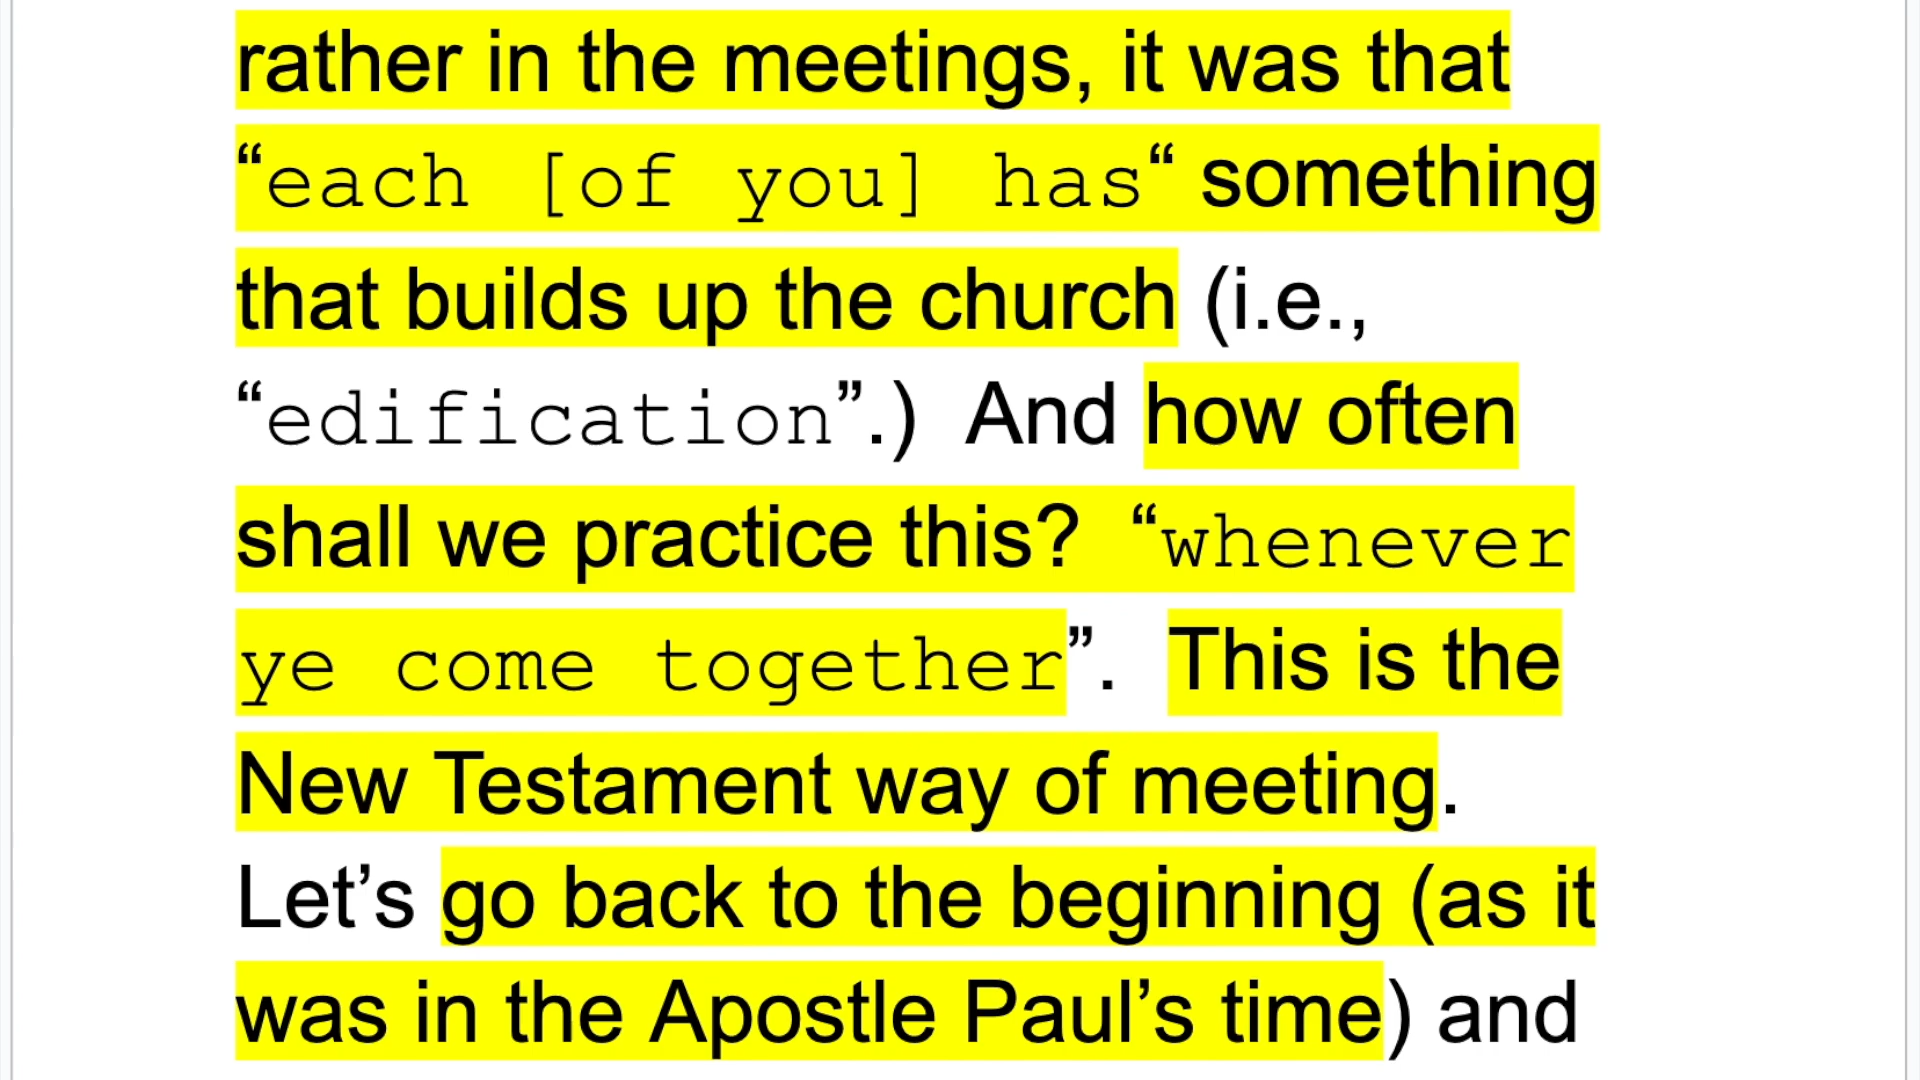 rather in the meetings, it was that
“each [of you] has“ something
that builds up the church (i.e.,
“edification”.)  And how often
shall we practice this?  “whenever
ye come together”.  This is the
New Testament way of meeting.
Let’s go back to the beginning (as it
was in the Apostle Paul’s time) and